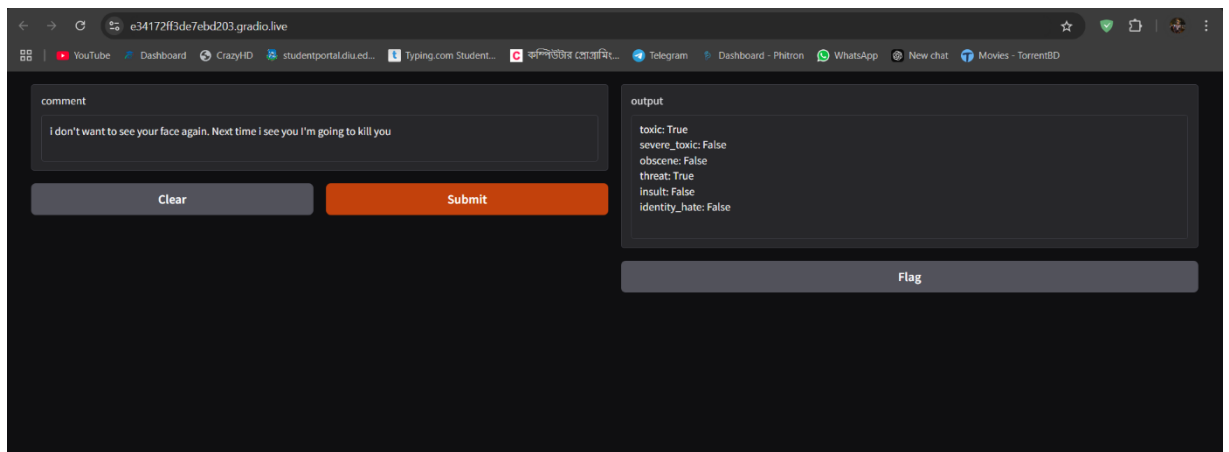 e34172ff3de7ebd203.gradio.live
YouTube Dashboard CrazyHD studentportal.diu.ed... Typing.com Student... কম্পিউটার প্রোগ্রামিং... Telegram Dashboard - Phitron WhatsApp New chat Movies - TorrentBD
comment
i don't want to see your face again. Next time i see you I'm going to kill you
Clear
Submit
output
toxic: True
severe_toxic: False
obscene: False
threat: True
insult: False
identity_hate: False
Flag